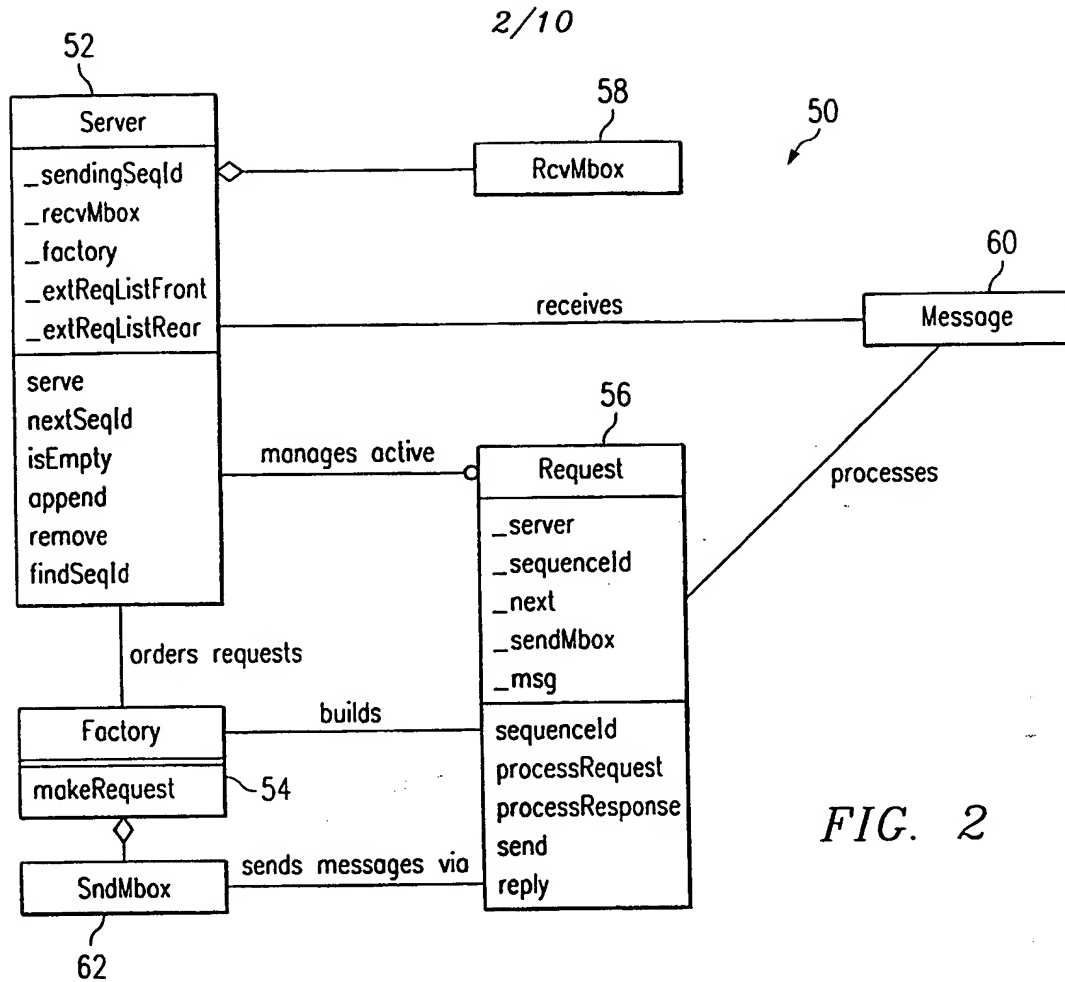 2/10
52
Server
_sendingSeqId
_recvMbox
_factory
_extReqListFront
_extReqListRear
serve
nextSeqId
isEmpty
append
remove
findSeqId
58
RcvMbox
50
receives
60
Message
manages active
56
Request
_server
_sequenceId
_next
_sendMbox
_msg
sequenceId
processRequest
processResponse
send
reply
processes
orders requests
Factory
makeRequest
54
builds
SndMbox
62
sends messages via
FIG. 2